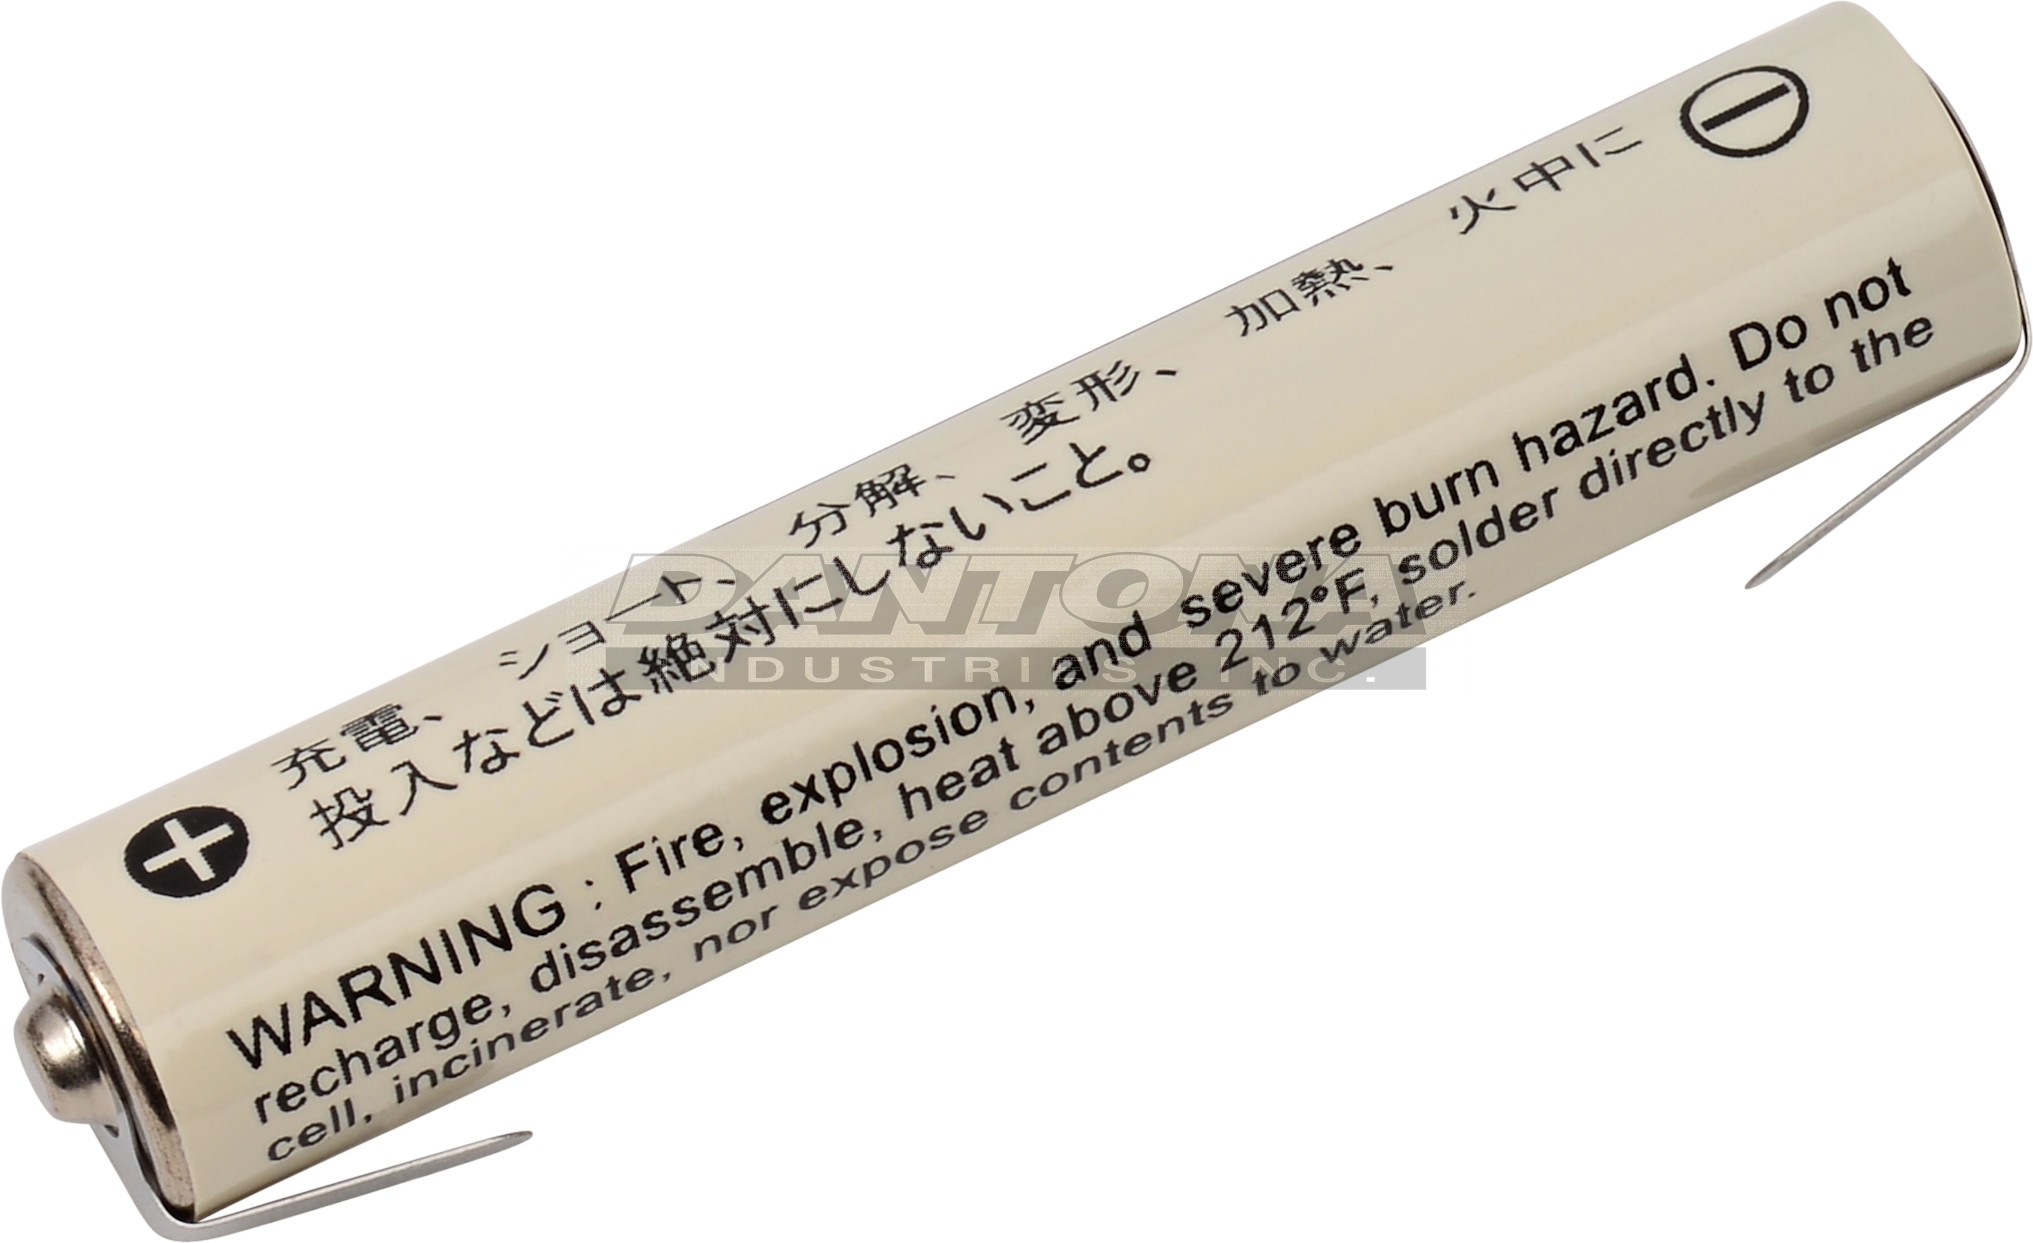 充電、ショート、分解、変形、加熱、火中に
投入などは絶対にしないこと。
WARNING : Fire, explosion, and severe burn hazard. Do not
recharge, disassemble, heat above 212°F, solder directly to the
cell, incinerate, nor expose contents to water.
DANTONA
INDUSTRIES INC.